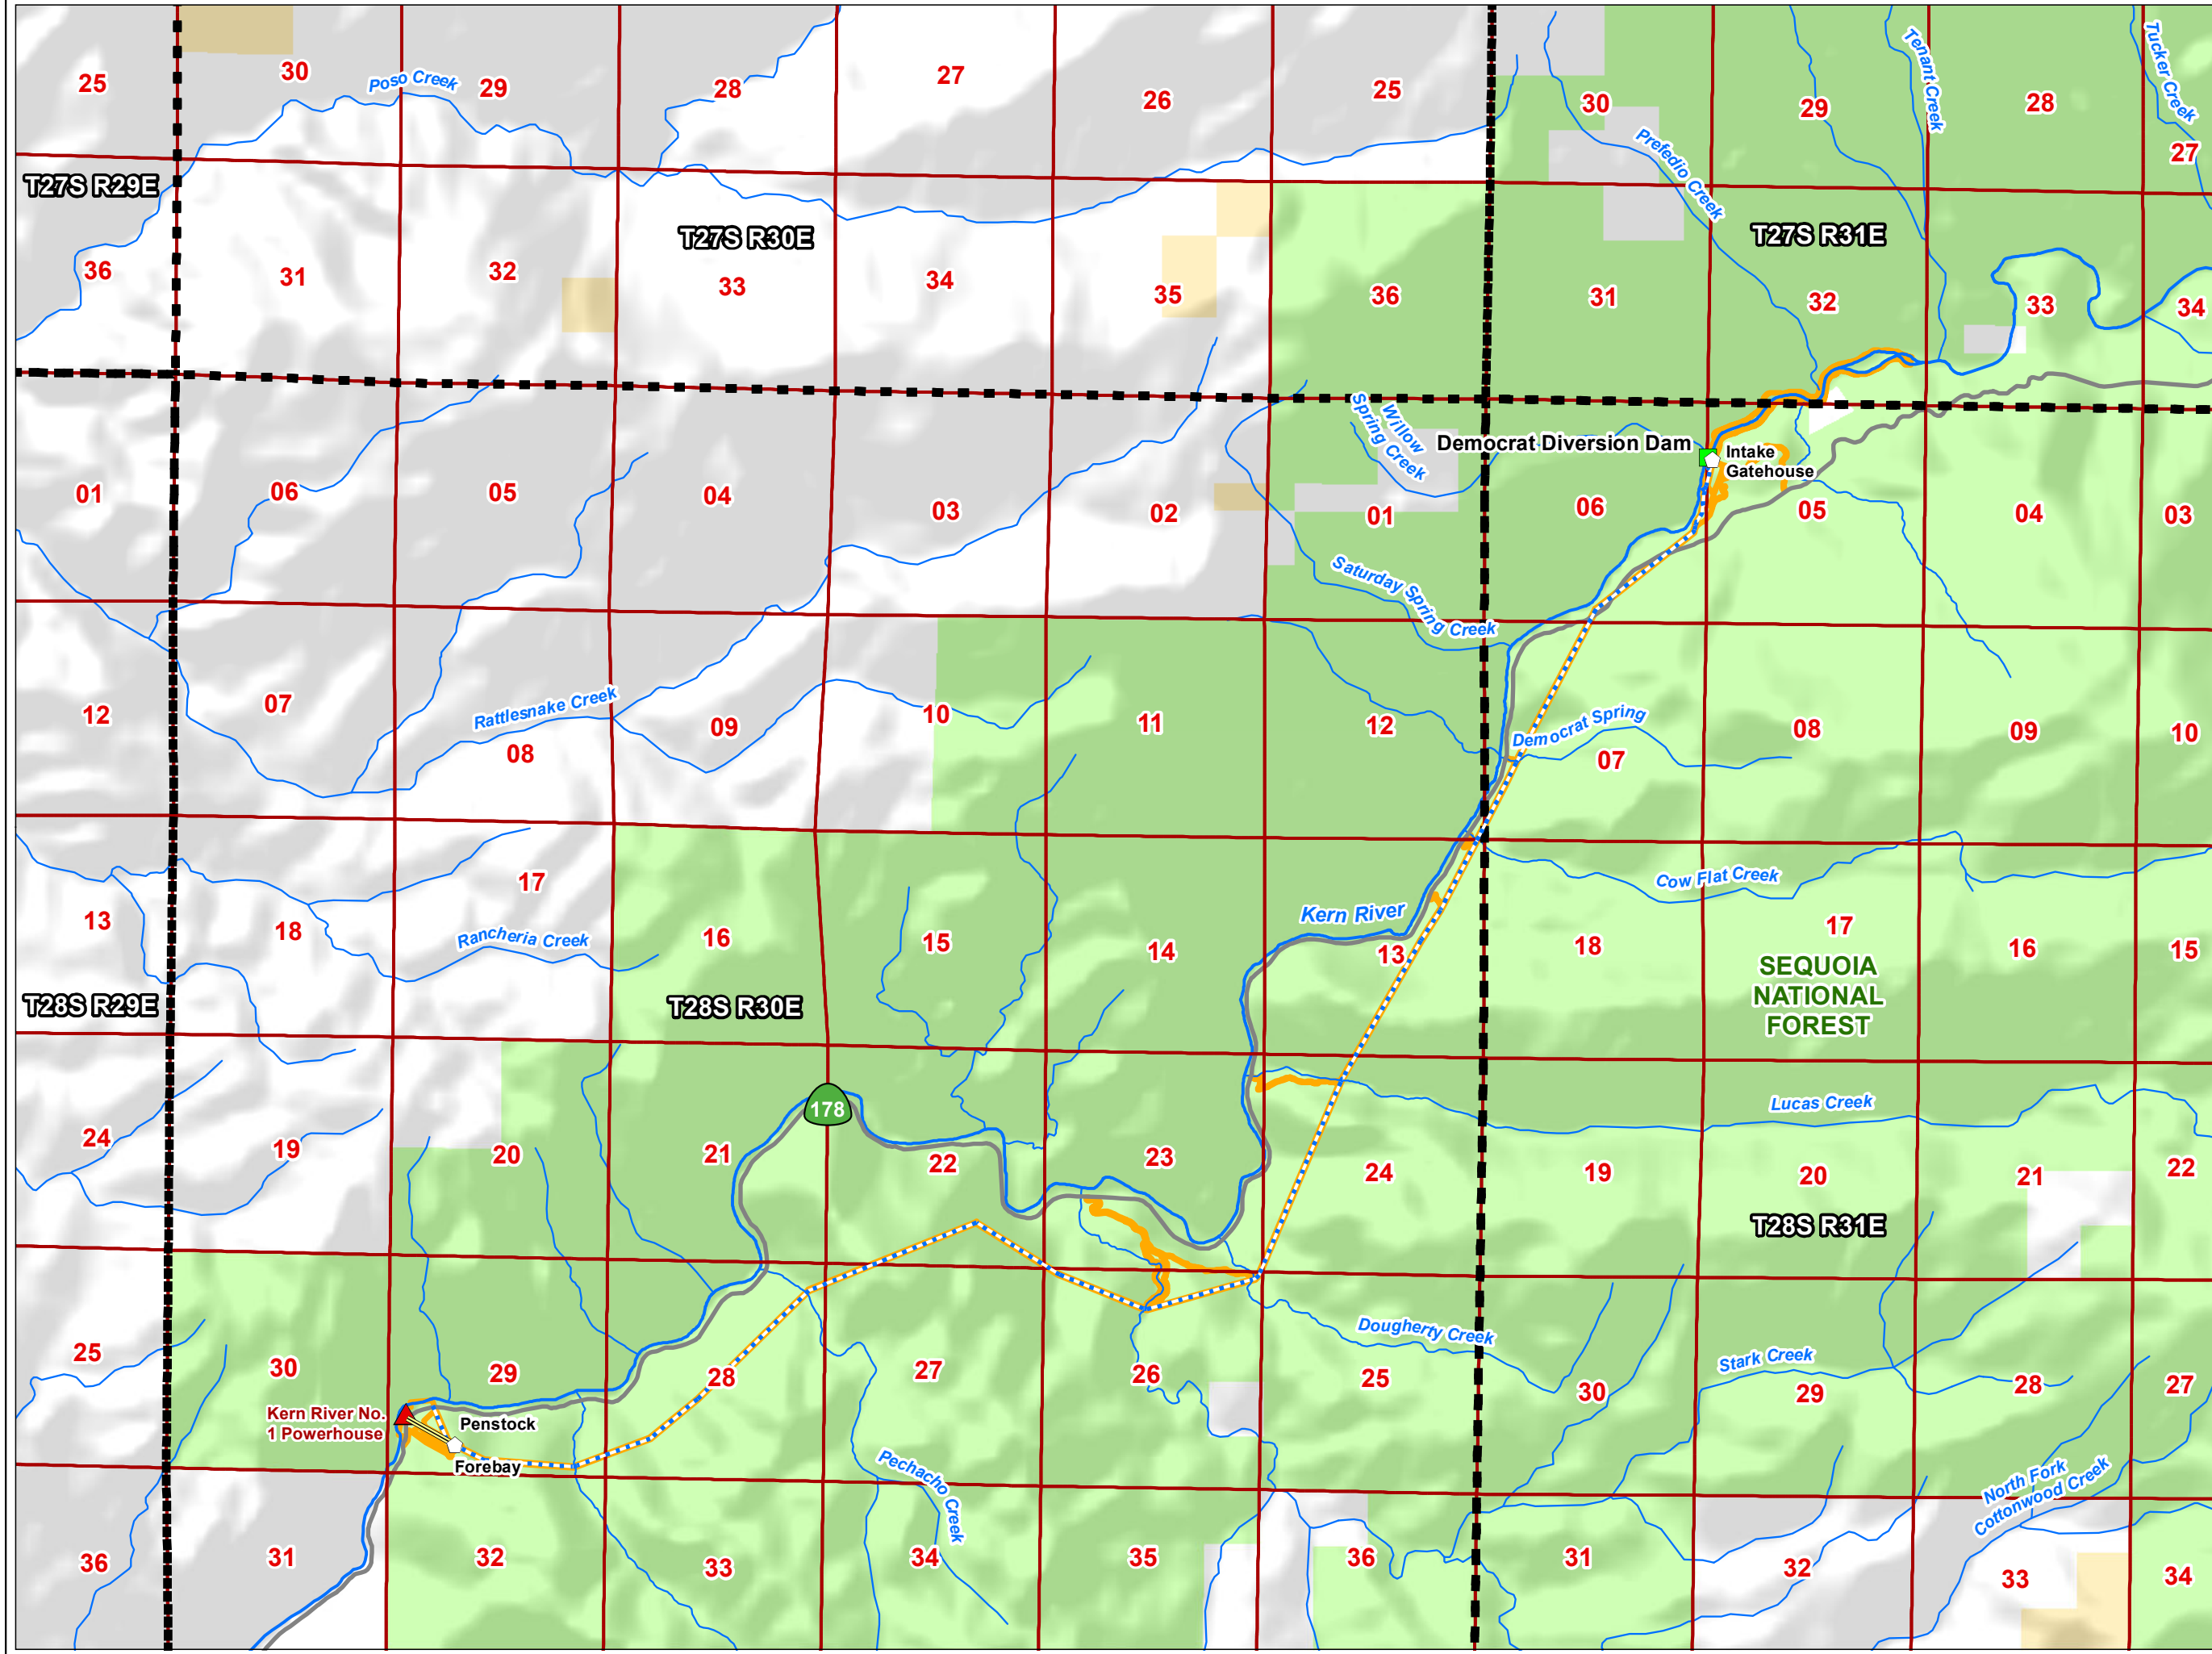 25
30
Poso Creek
29
28
27
26
25
30
Prefedio Creek
29
Tenant Creek
28
Tucker Creek
27
T27S R29E
T27S R30E
T27S R31E
36
31
32
33
34
35
36
31
32
33
34
Willow
Spring Creek
Democrat Diversion Dam
Intake
Gatehouse
01
06
05
04
03
02
01
06
05
04
03
Saturday Spring Creek
12
07
Rattlesnake Creek
08
09
10
11
12
Democrat Spring
07
08
09
10
13
18
17
Rancheria Creek
16
15
14
Kern River
13
Cow Flat Creek
18
17
16
15
SEQUOIA
NATIONAL
FOREST
T28S R29E
T28S R30E
178
Lucas Creek
24
19
20
21
22
23
24
19
20
21
22
T28S R31E
Dougherty Creek
Stark Creek
25
30
29
28
27
26
25
30
29
28
27
Kern River No.
1 Powerhouse
Penstock
Forebay
Pechacho Creek
North Fork
Cottonwood Creek
36
31
32
33
34
35
36
31
32
33
34